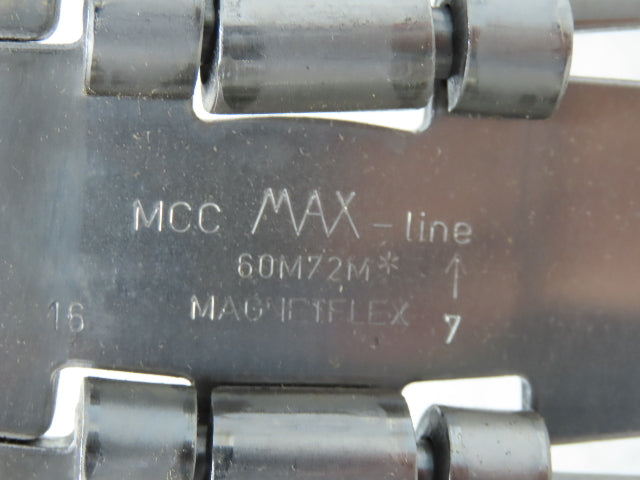 MCC MAX-line
60M72M* ↑
16 MAGNETFLEX 7